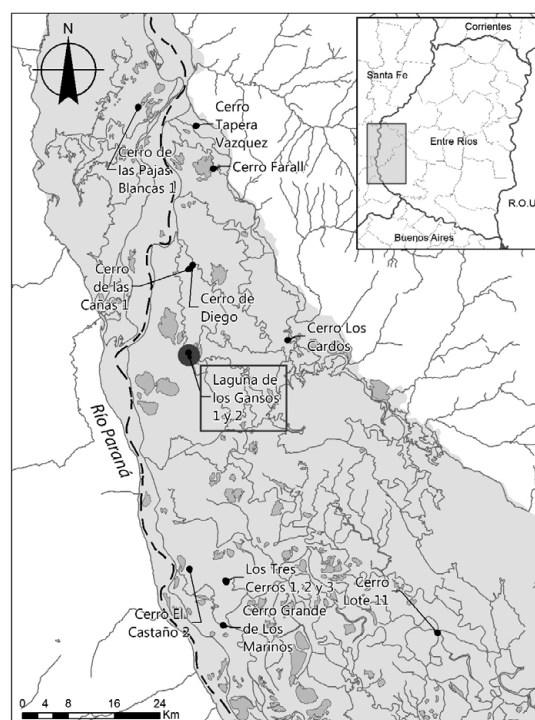 N
Corrientes
Santa Fe
Entre Ríos
R.O.U
Buenos Aires
Cerro
Tapera
Vazquez
Cerro de
las Pajas
Blancas 1
Cerro Farall
Cerro
de las
Cañas 1
Cerro de
Diego
Cerro Los
Cardos
Laguna de
los Gansos
1 y 2
Río Paraná
Los Tres
Cerros 1, 2 y 3
Cerro
Lote 11
Cerro El
Castaño 2
Cerro Grande
de Los
Marinos
0 4 8 16 24
Km